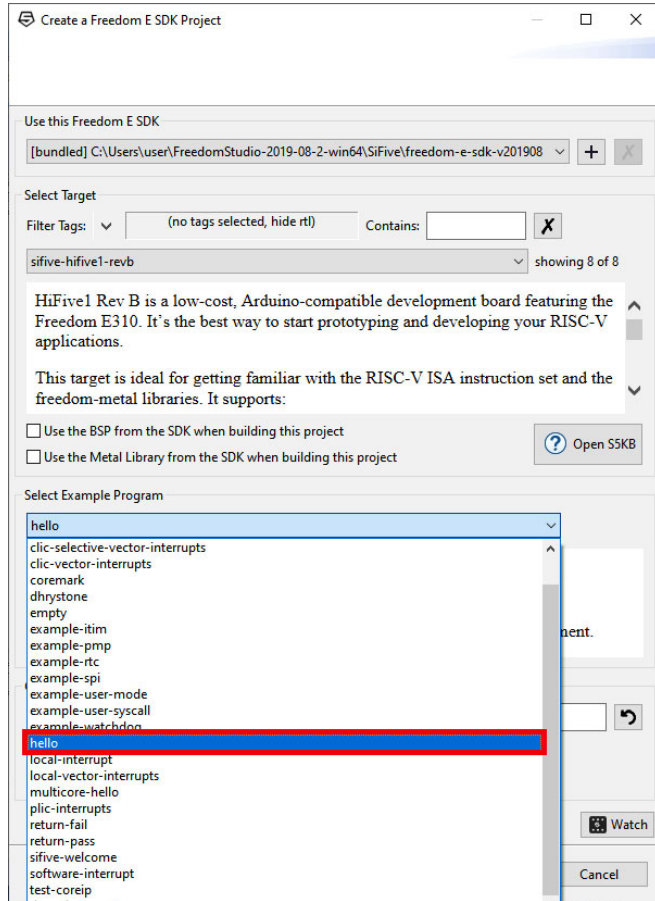 Create a Freedom E SDK Project
Use this Freedom E SDK
[bundled] C:\Users\user\FreedomStudio-2019-08-2-win64\SiFive\freedom-e-sdk-v201908
Select Target
Filter Tags:
(no tags selected, hide rtl)
Contains:
sifive-hifive1-revb
showing 8 of 8
HiFive1 Rev B is a low-cost, Arduino-compatible development board featuring the
Freedom E310. It's the best way to start prototyping and developing your RISC-V
applications.
This target is ideal for getting familiar with the RISC-V ISA instruction set and the
freedom-metal libraries. It supports:
Use the BSP from the SDK when building this project
Use the Metal Library from the SDK when building this project
Open S5KB
Select Example Program
hello
clic-selective-vector-interrupts
clic-vector-interrupts
coremark
dhrystone
empty
example-itim
example-pmp
example-rtc
example-spi
example-user-mode
example-user-syscall
example-watchdog
hello
local-interrupt
local-vector-interrupts
multicore-hello
plic-interrupts
return-fail
return-pass
sifive-welcome
software-interrupt
test-coreip
Watch
Cancel